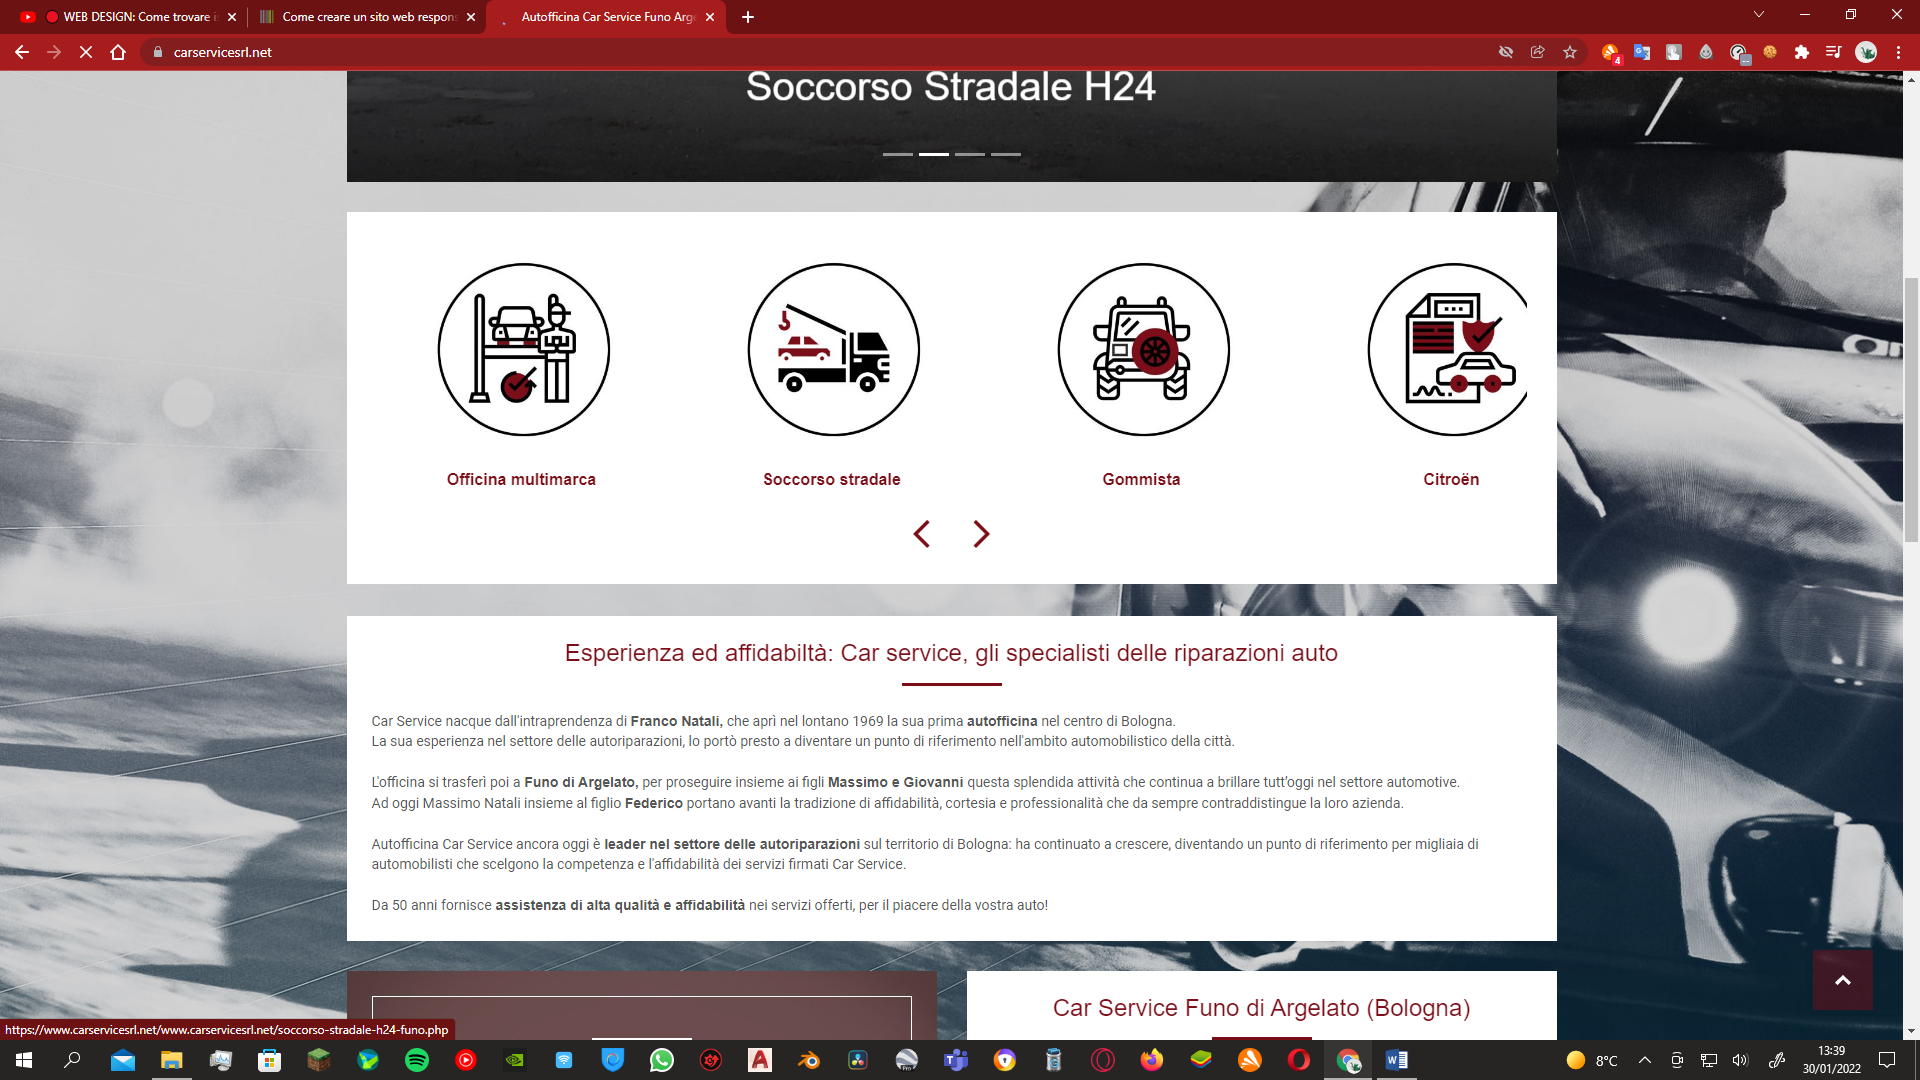 WEB DESIGN: Come trovare i
Come creare un sito web respon
Autofficina Car Service Funo Arg
carservicesrl.net
4
Soccorso Stradale H24
Officina multimarca
Soccorso stradale
Gommista
Citroën
Esperienza ed affidabiltà: Car service, gli specialisti delle riparazioni auto
Car Service nacque dall'intraprendenza di Franco Natali, che aprì nel lontano 1969 la sua prima autofficina nel centro di Bologna.
La sua esperienza nel settore delle autoriparazioni, lo portò presto a diventare un punto di riferimento nell'ambito automobilistico della città.
L'officina si trasferì poi a Funo di Argelato, per proseguire insieme ai figli Massimo e Giovanni questa splendida attività che continua a brillare tutt’oggi nel settore automotive.
Ad oggi Massimo Natali insieme al figlio Federico portano avanti la tradizione di affidabilità, cortesia e professionalità che da sempre contraddistingue la loro azienda.
Autofficina Car Service ancora oggi è leader nel settore delle autoriparazioni sul territorio di Bologna: ha continuato a crescere, diventando un punto di riferimento per migliaia di
automobilisti che scelgono la competenza e l'affidabilità dei servizi firmati Car Service.
Da 50 anni fornisce assistenza di alta qualità e affidabilità nei servizi offerti, per il piacere della vostra auto!
Car Service Funo di Argelato (Bologna)
https://www.carservicesrl.net/www.carservicesrl.net/soccorso-stradale-h24-funo.php
8°C
13:39
30/01/2022